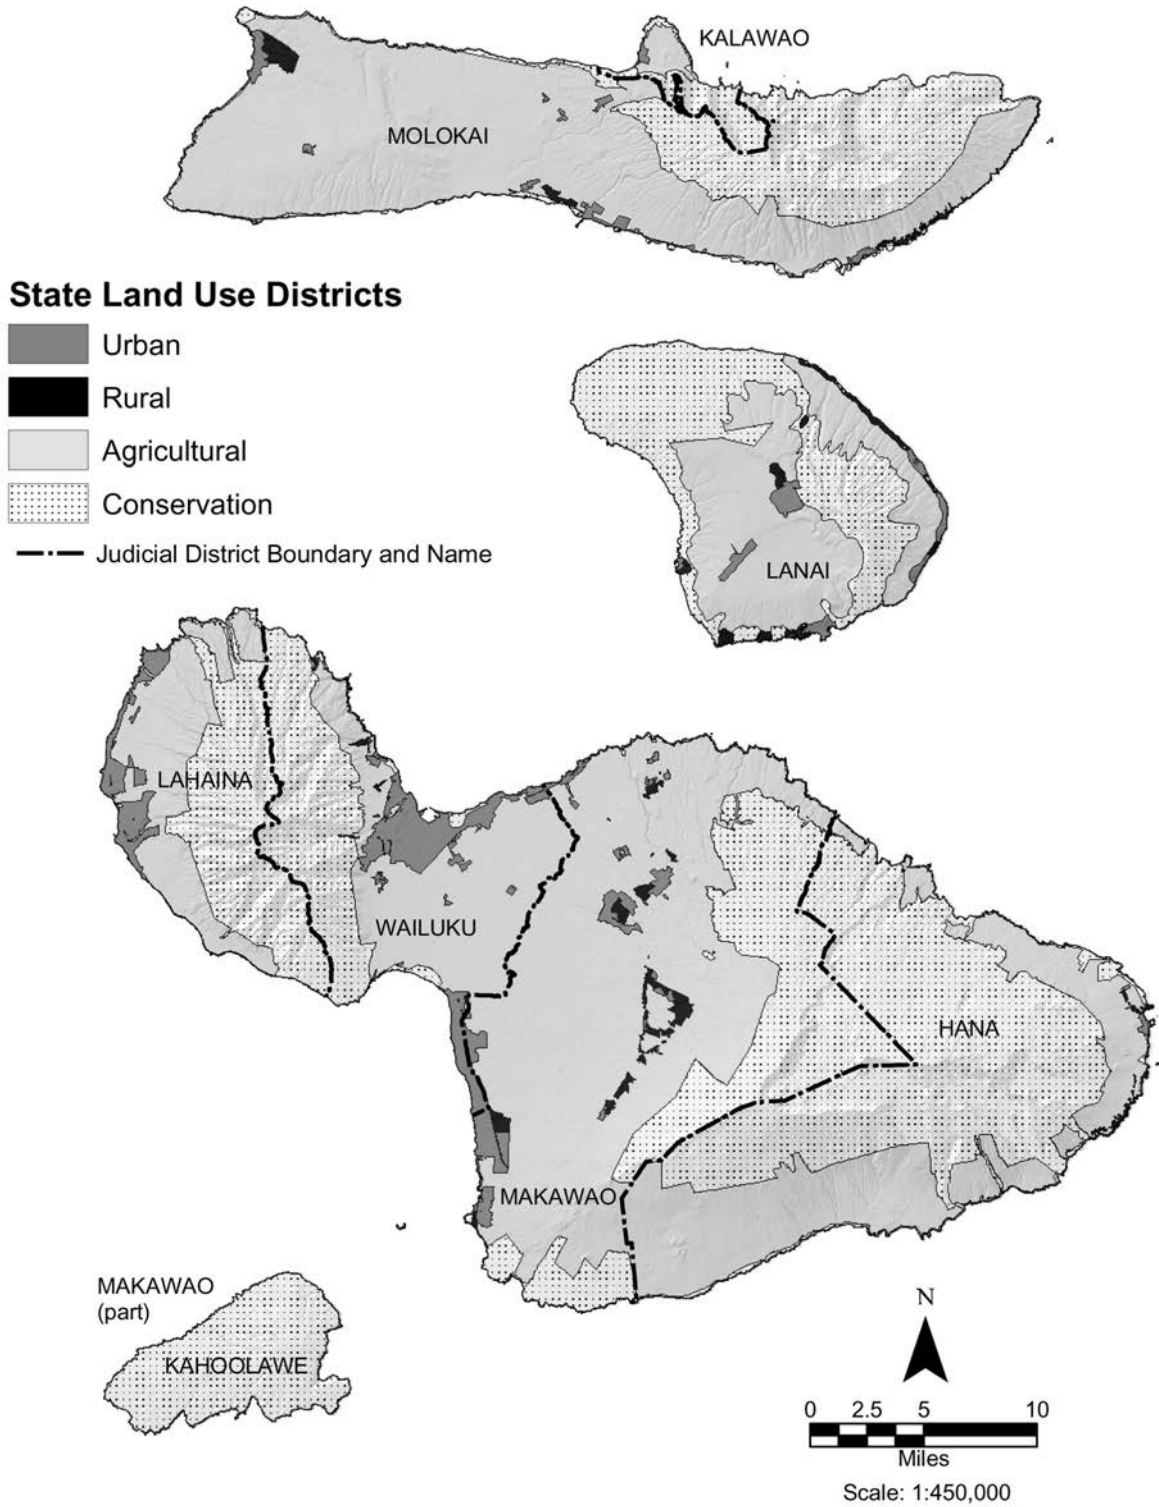 KALAWAO
MOLOKAI
State Land Use Districts
Urban
Rural
Agricultural
Conservation
Judicial District Boundary and Name
LANAI
LAHAINA
WAILUKU
HANA
MAKAWAO
MAKAWAO
(part)
KAHOOLAWE
N
0 2.5 5 10
Miles
Scale: 1:450,000